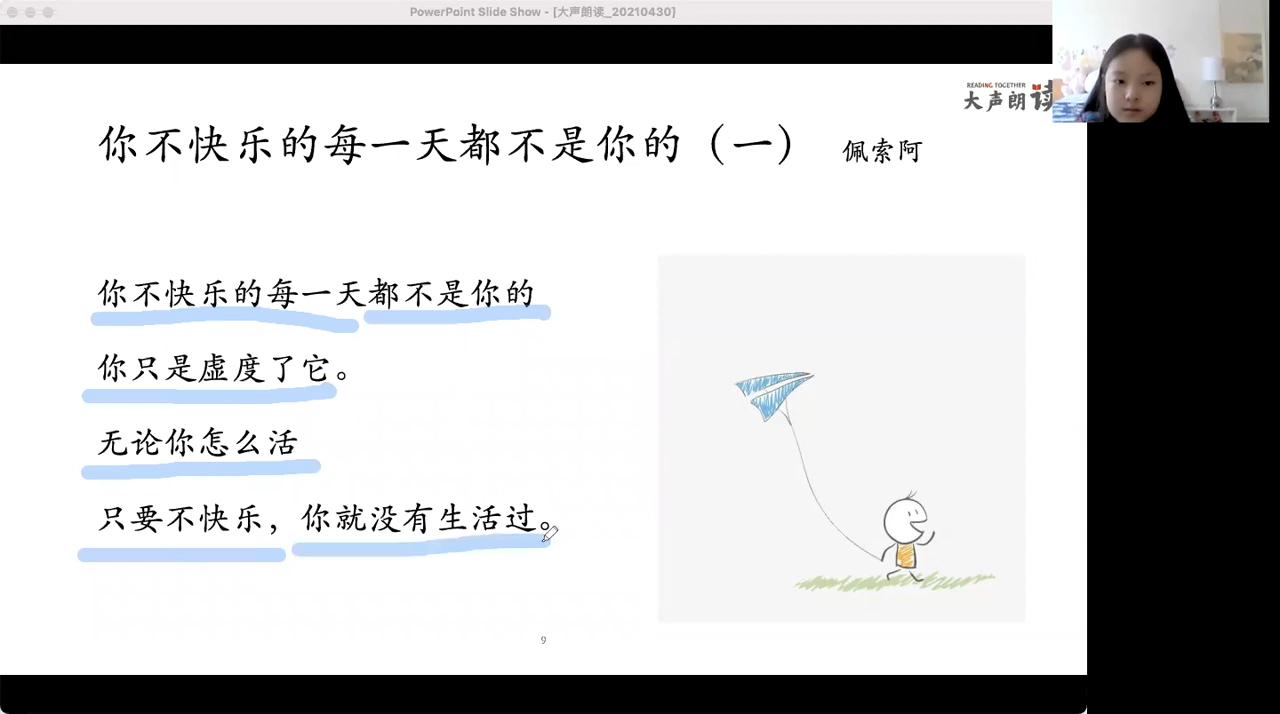 PowerPoint Slide Show - [大声朗读_20210430]
READING TOGETHER
大声朗读
你不快乐的每一天都不是你的（一） 佩索阿
你不快乐的每一天都不是你的
你只是虚度了它。
无论你怎么活
只要不快乐，你就没有生活过。
9